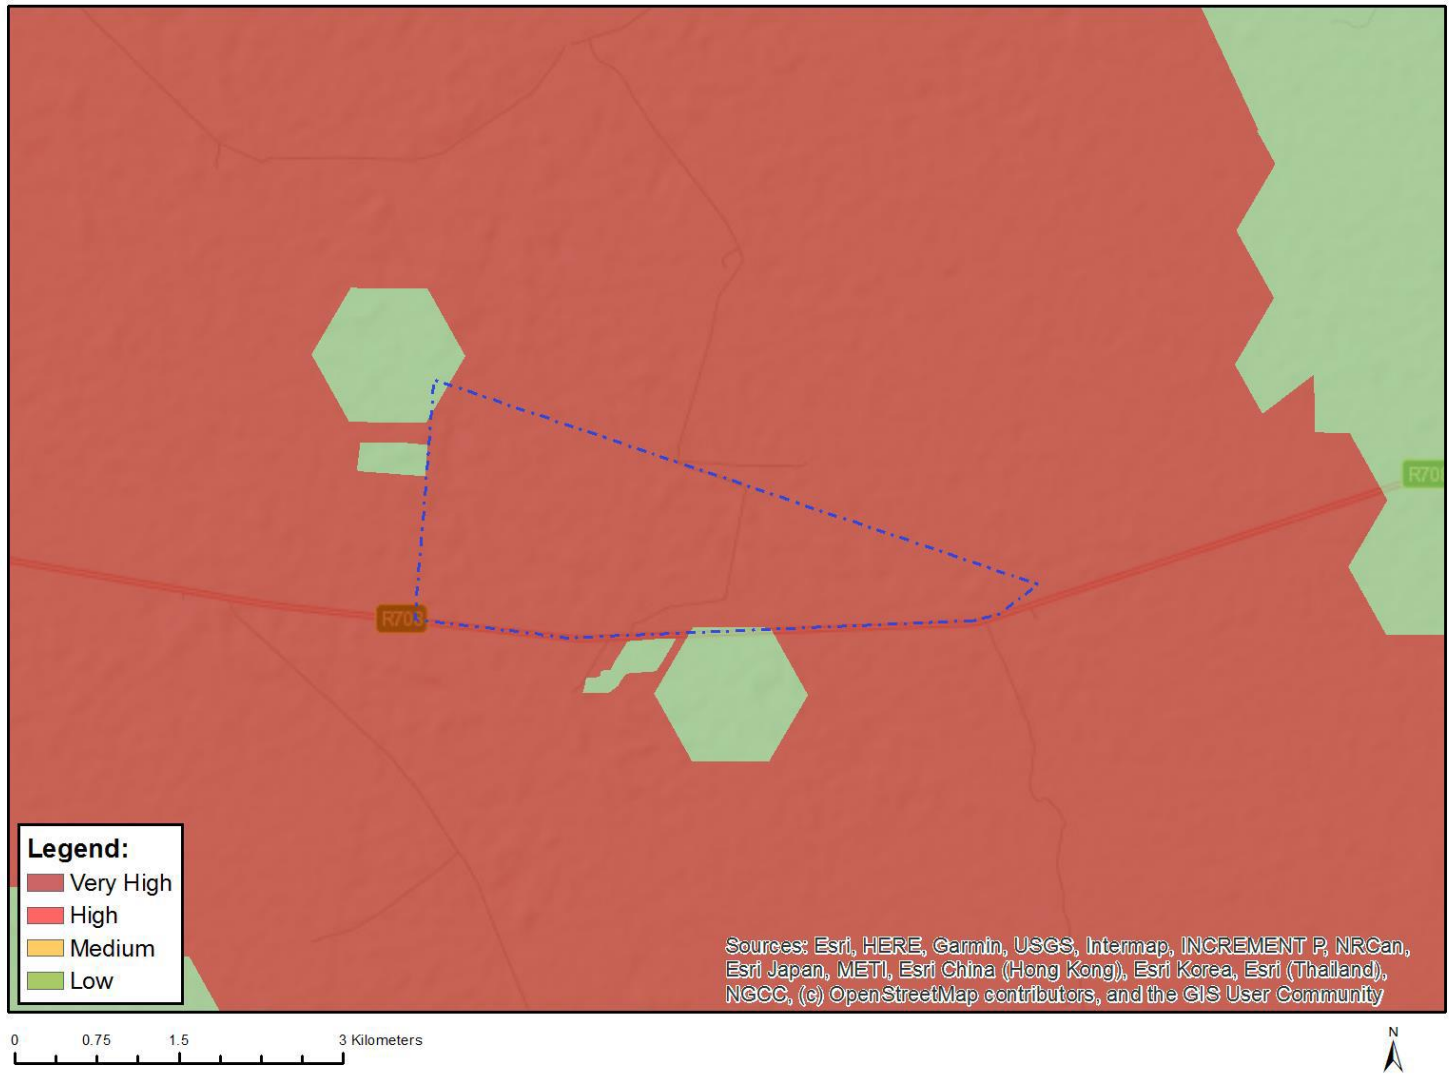 Legend:
Very High
High
Medium
Low
Sources: Esri, HERE, Garmin, USGS, Intermap, INCREMENT P, NRCan,
Esri Japan, METI, Esri China (Hong Kong), Esri Korea, Esri (Thailand),
NGCC, (c) OpenStreetMap contributors, and the GIS User Community
0 0.75 1.5 3 Kilometers
N